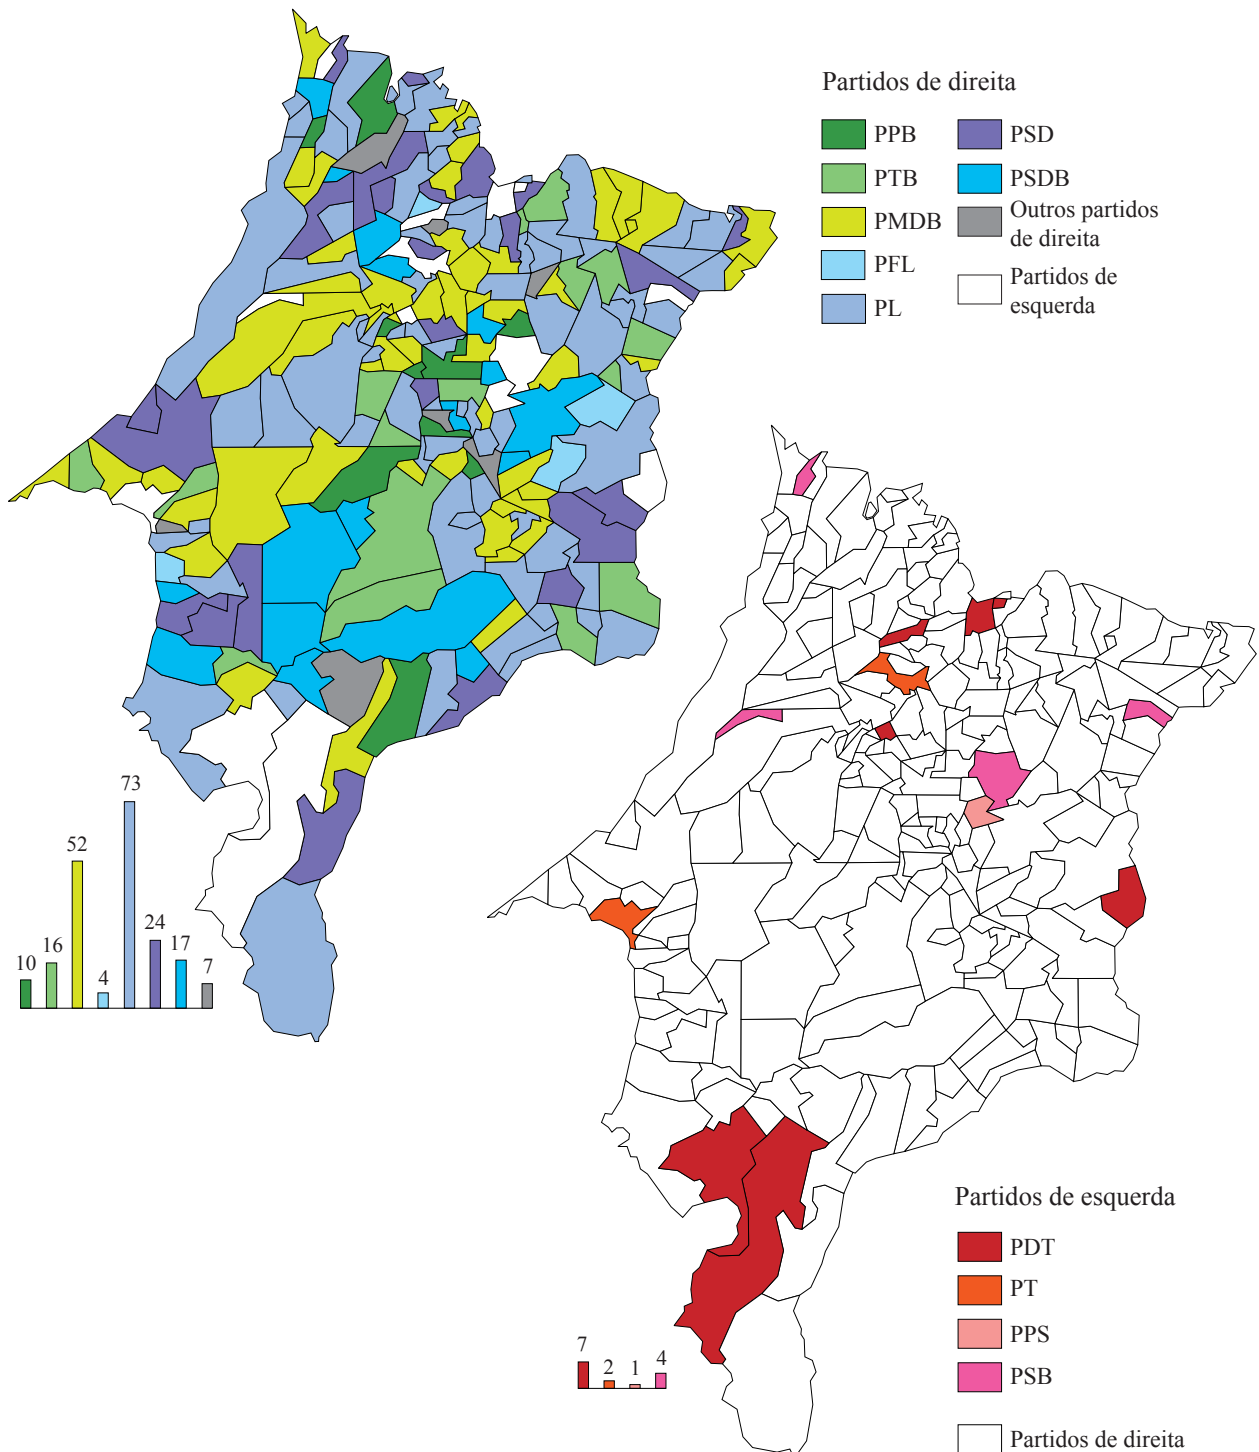 Partidos de direita
PPB
PTB
PMDB
PFL
PL
PSD
PSDB
Outros partidos
de direita
Partidos de
esquerda
10
16
52
4
73
24
17
7
Partidos de esquerda
PDT
PT
PPS
PSB
Partidos de direita
7
2
1
4